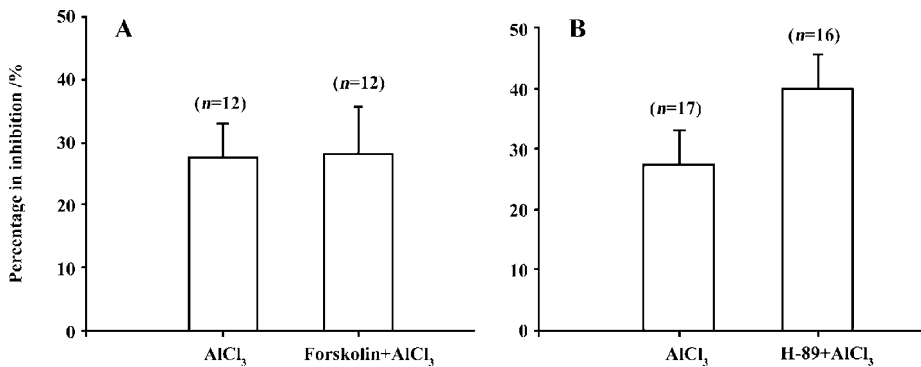 A
Percentage in inhibition /%
50
40
30
20
10
0
(n=12)
(n=12)
AlCl₃
Forskolin+AlCl₃
B
50
40
30
20
10
0
(n=17)
(n=16)
AlCl₃
H-89+AlCl₃